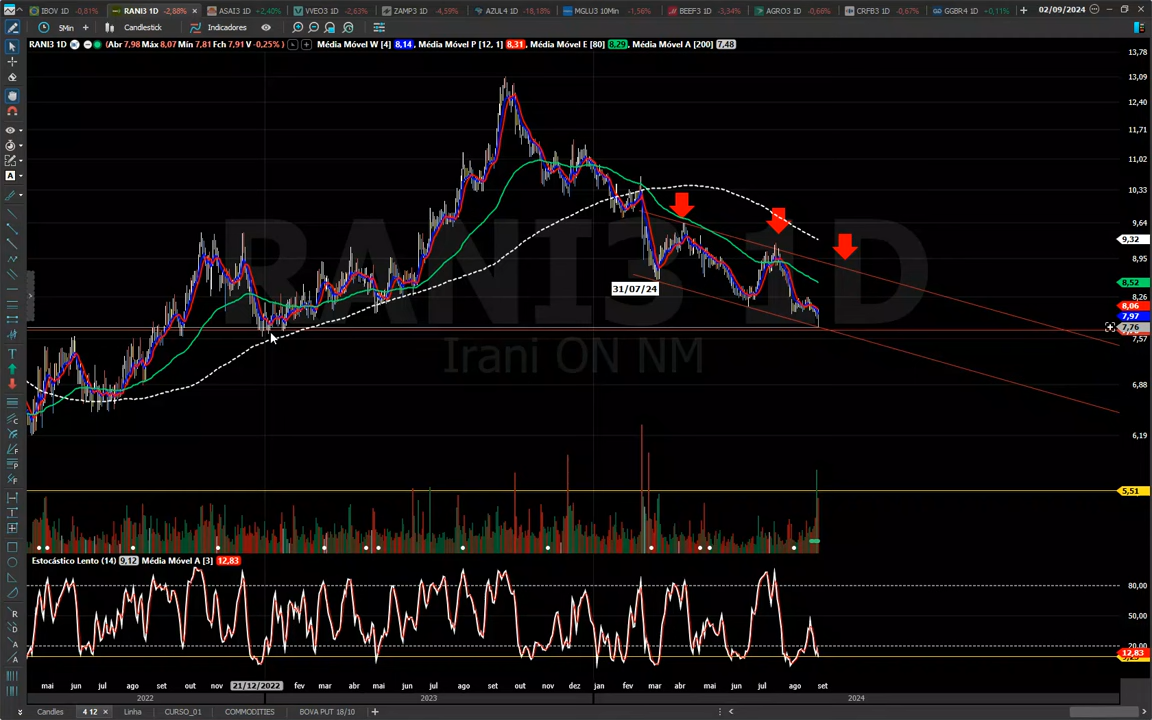 IBOV 1D -0,81% RANI3 1D -2,88% × ASAI3 1D +2,40% VVEO3 1D -2,63% ZAMP3 1D -4,59% AZUL4 1D -18,18% MGLU3 10Min -1,56% BEEF3 1D -3,34% AGRO3 1D -0,66% CRFB3 1D -0,67% GGBR4 1D +0,11% + 02/09/2024
5Min Candlestick Indicadores
RANI3 1D (Abr 7,98 Máx 8,07 Mín 7,81 Fch 7,91 V -0,25%) Média Móvel W [4] 8,14, Média Móvel P [12, 1] 8,31, Média Móvel E [80] 8,29, Média Móvel A [200] 7,48
13,78
13,09
12,40
11,71
11,02
10,33
9,64
9,32
8,95
8,52
8,26
8,06
7,97
7,76
7,57
6,88
6,19
5,51
31/07/24
RANI3 1D
Irani ON NM
Estocástico Lento (14) 9,12 Média Móvel A [3] 12,83
80,00
50,00
20,00
12,83
mai jun jul ago set out nov 21/12/2022 fev mar abr mai jun jul ago set out nov dez jan fev mar abr mai jun jul ago set
2022 2023 2024
Candles 4 12 × Linha CURSO_01 COMMODITIES BOVA PUT 18/10 +